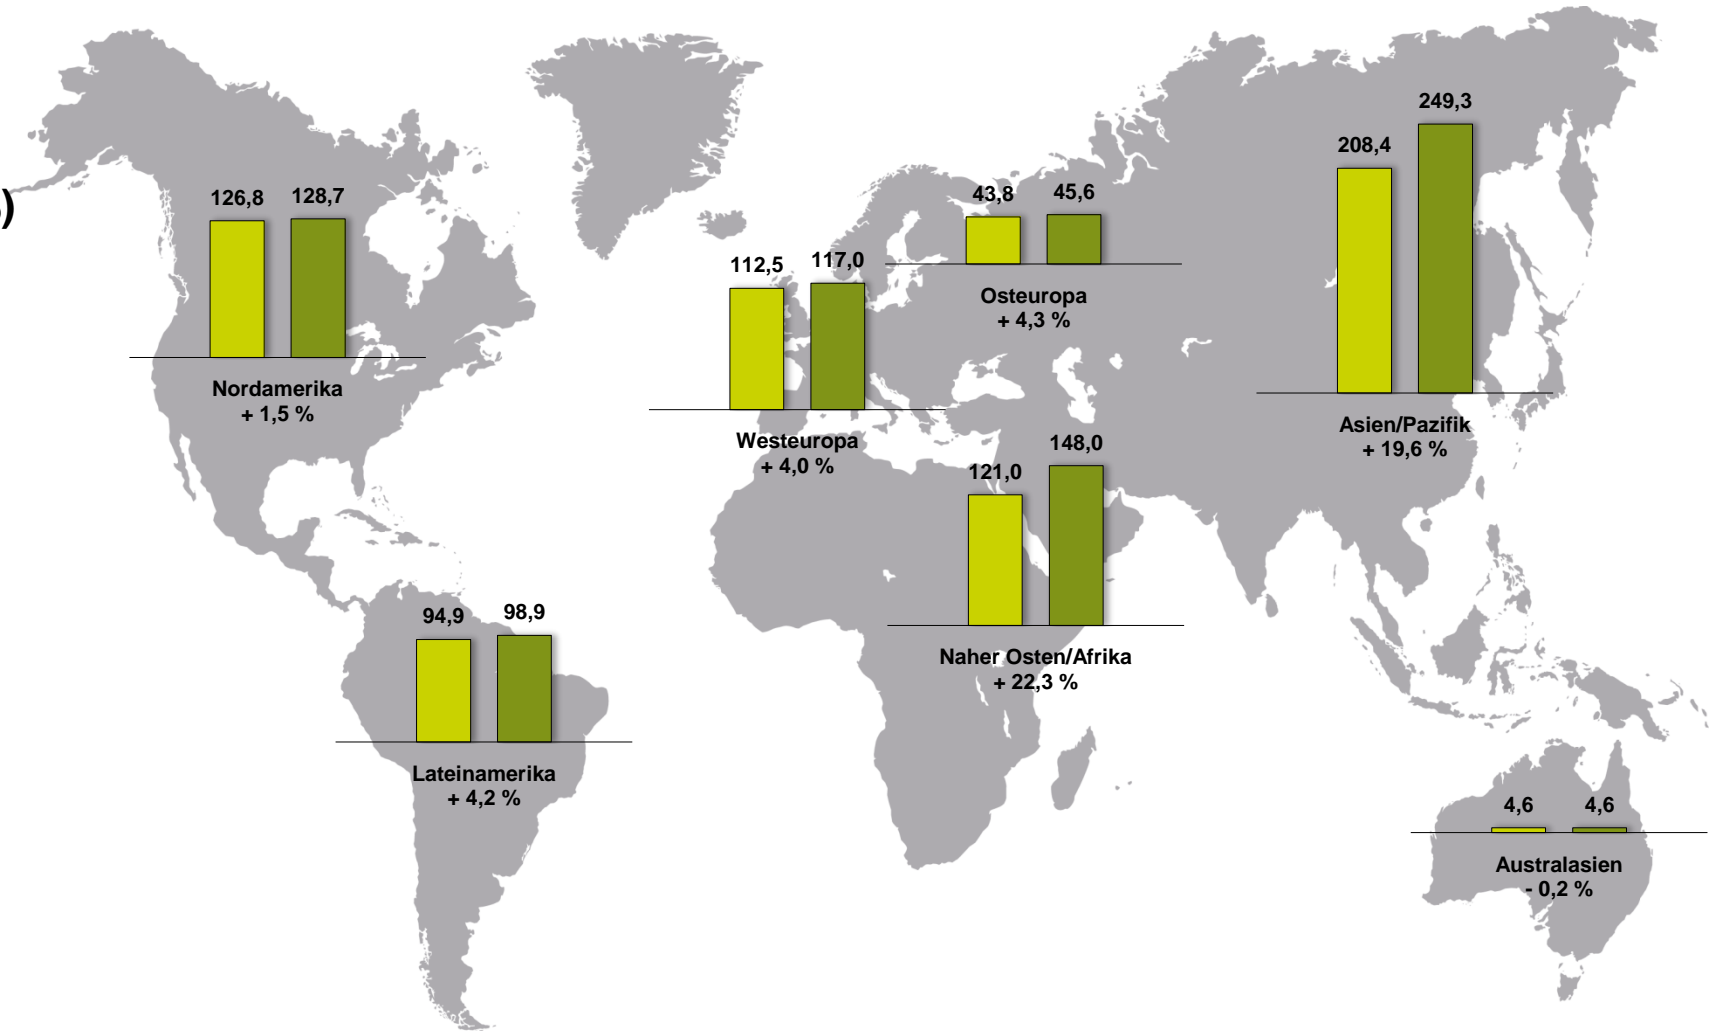 )
126,8 128,7
Nordamerika
+ 1,5 %
112,5 117,0
Westeuropa
+ 4,0 %
43,8 45,6
Osteuropa
+ 4,3 %
208,4 249,3
Asien/Pazifik
+ 19,6 %
121,0 148,0
Naher Osten/Afrika
+ 22,3 %
94,9 98,9
Lateinamerika
+ 4,2 %
4,6 4,6
Australasien
- 0,2 %